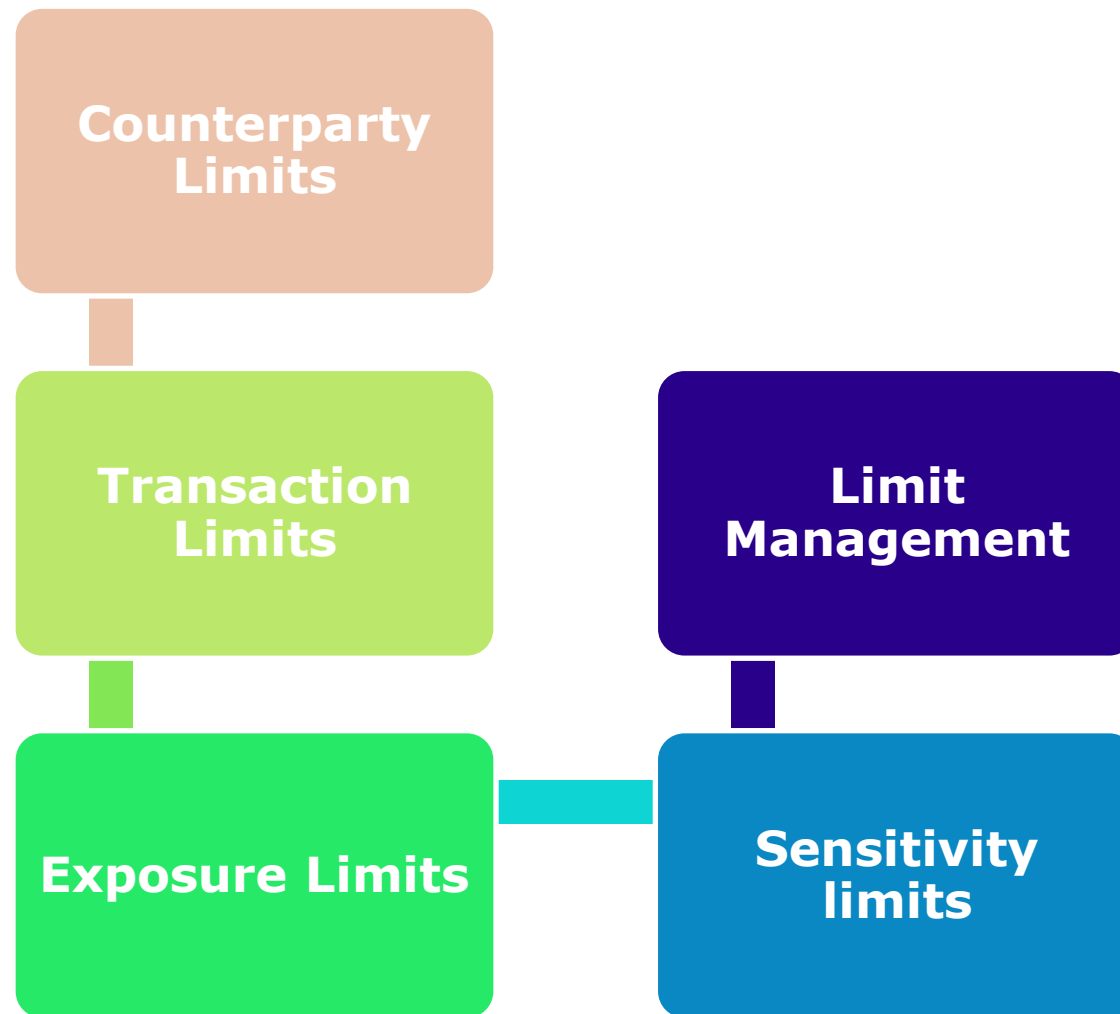 Counterparty
Limits
Transaction
Limits
Exposure Limits
Sensitivity
limits
Limit
Management